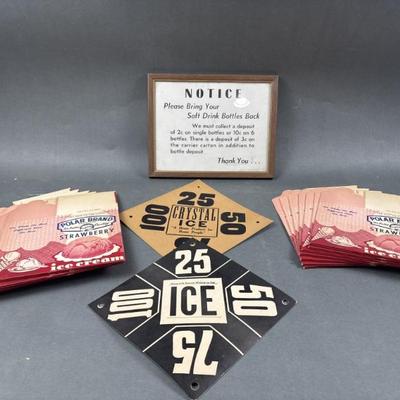 NOTICE
Please Bring Your
Soft Drink Bottles Back
We must collect a deposit
of 2c on single bottles or 10c on 6
bottles. There is a deposit of 3c on
the carrier carton in addition to
bottle deposit.
Thank You . . .
25
100
CRYSTAL
ICE
50
25
100
ICE
50
75
POLAR BRAND
STRAWBERRY
ice cream
POLAR BRAND
STRAWBERRY
ice cream